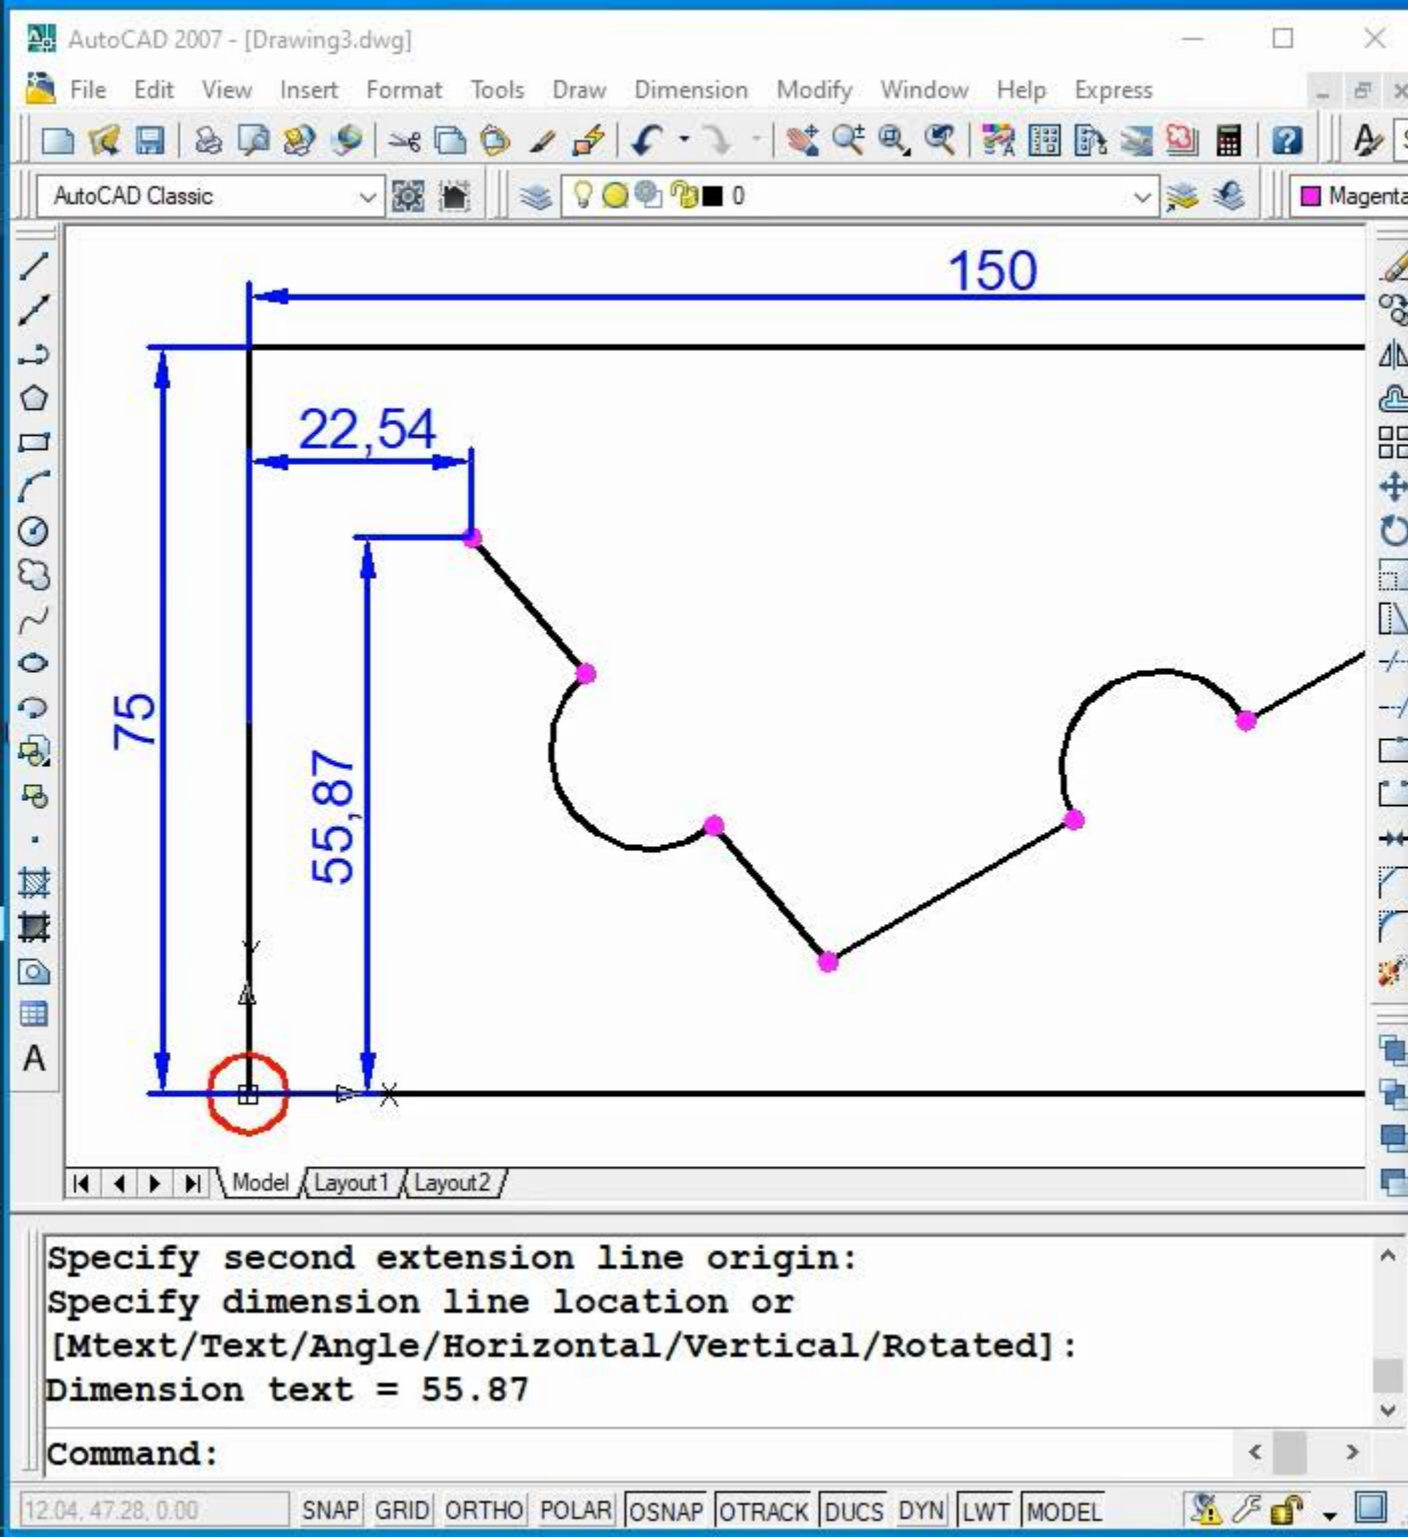 AutoCAD 2007 - [Drawing3.dwg]
File Edit View Insert Format Tools Draw Dimension Modify Window Help Express
AutoCAD Classic 0 Magenta
150
22,54
75
55,87
Y
X
Model Layout1 Layout2
Specify second extension line origin:
Specify dimension line location or
[Mtext/Text/Angle/Horizontal/Vertical/Rotated]:
Dimension text = 55.87
Command:
12.04, 47.28, 0.00 SNAP GRID ORTHO POLAR OSNAP OTRACK DUCS DYN LWT MODEL